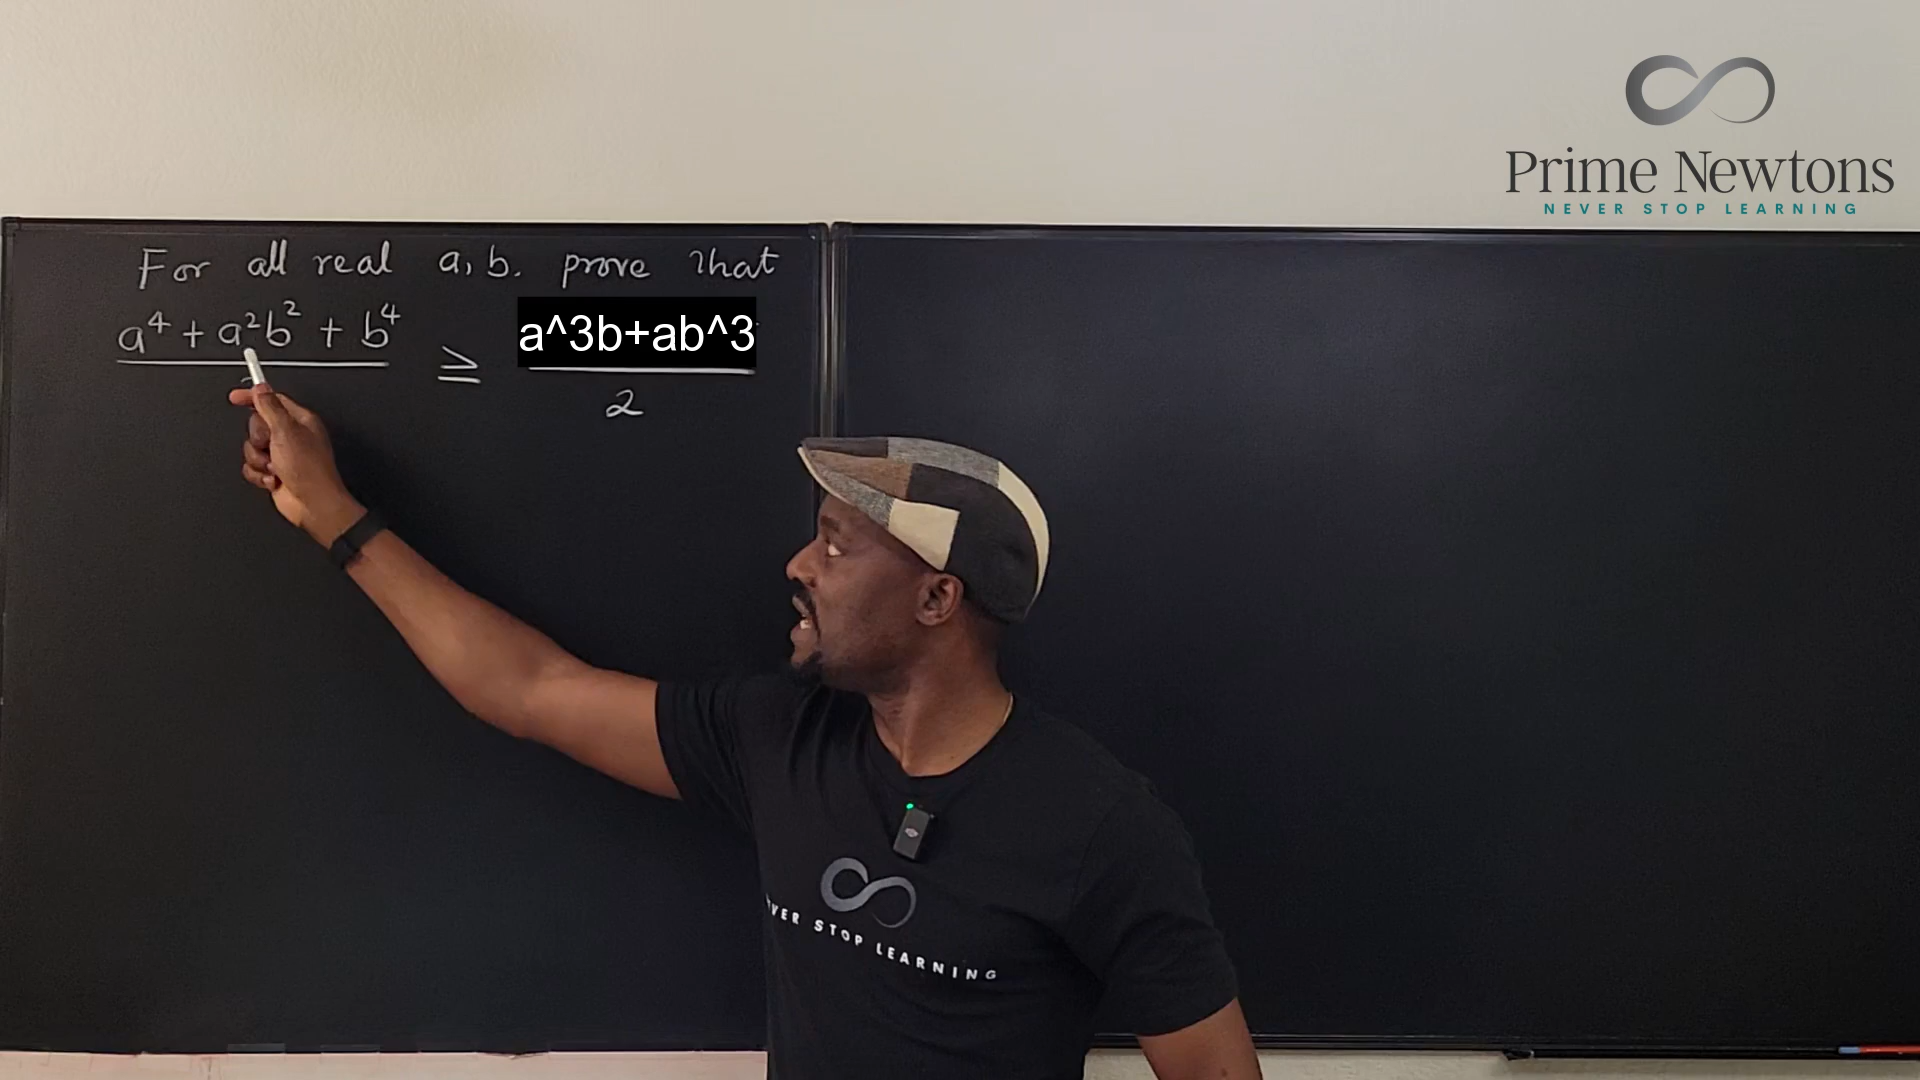 Prime Newtons
NEVER STOP LEARNING
For all real a, b. prove that
a⁴ + a²b² + b⁴ ≥ a^3b+ab^3
2
VER STOP LEARNING